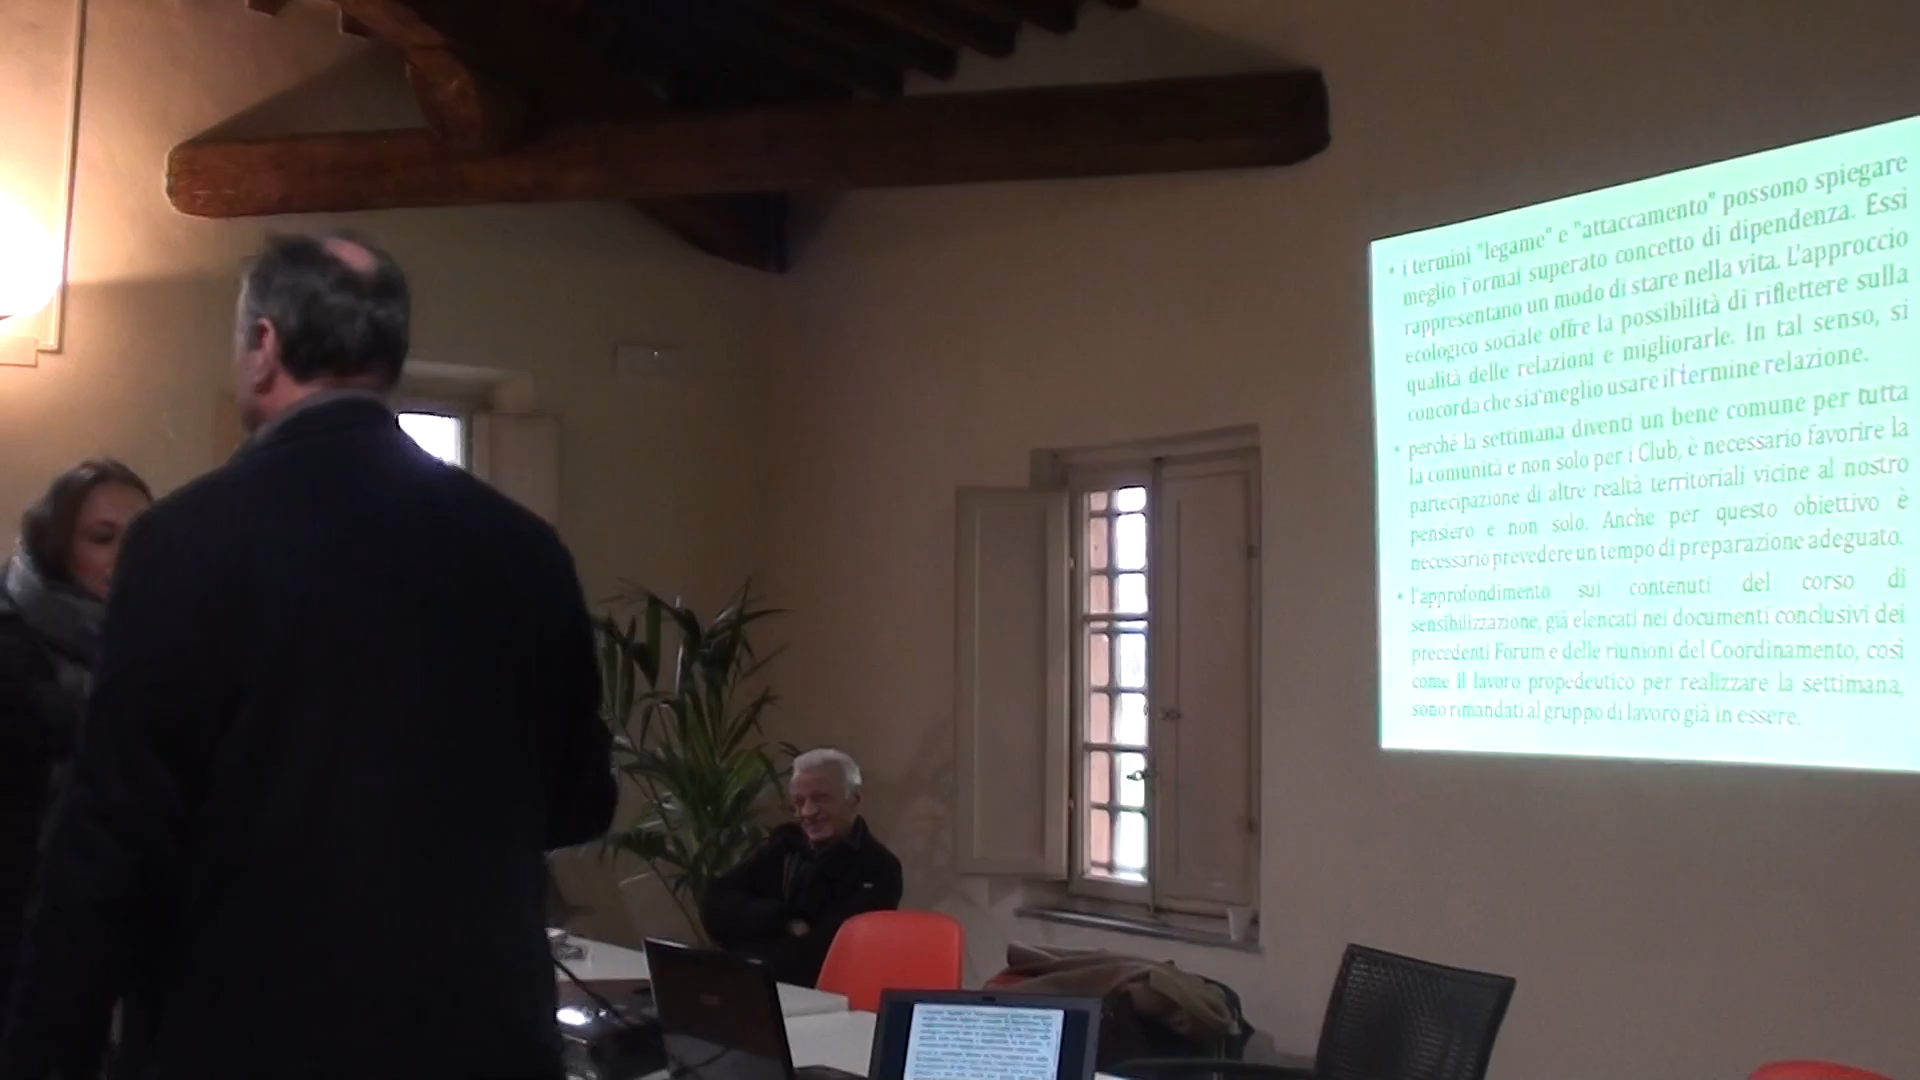 • i termini "legame" e "attaccamento" possono spiegare
meglio l'ormai superato concetto di dipendenza. Essi
rappresentano un modo di stare nella vita. L'approccio
ecologico sociale offre la possibilità di riflettere sulla
qualità delle relazioni e migliorarle. In tal senso, si
concorda che sia meglio usare il termine relazione.
• perché la settimana diventi un bene comune per tutta
la comunità e non solo per i Club, è necessario favorire la
partecipazione di altre realtà territoriali vicine al nostro
pensiero e non solo. Anche per questo obiettivo è
necessario prevedere un tempo di preparazione adeguato.
• l'approfondimento sui contenuti del corso di
sensibilizzazione, già elencati nei documenti conclusivi dei
precedenti Forum e delle riunioni del Coordinamento, così
come il lavoro propedeutico per realizzare la settimana,
sono rimandati al gruppo di lavoro già in essere.